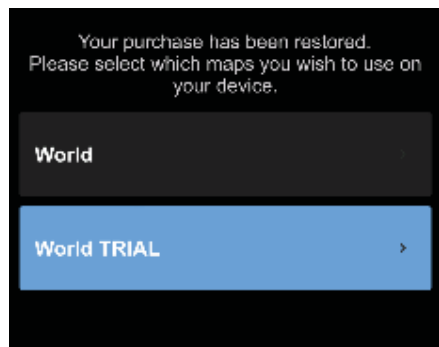 Your purchase has been restored.
Please select which maps you wish to use on
your device.
World
World TRIAL